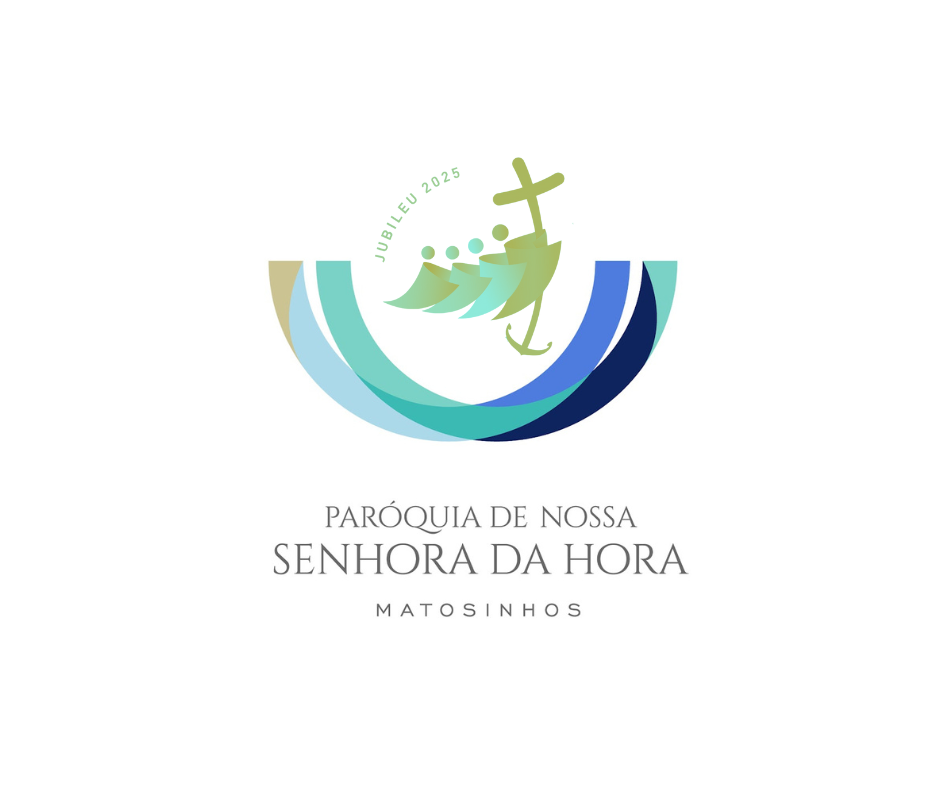 JUBILEU 2025
PARÓQUIA DE NOSSA
SENHORA DA HORA
MATOSINHOS